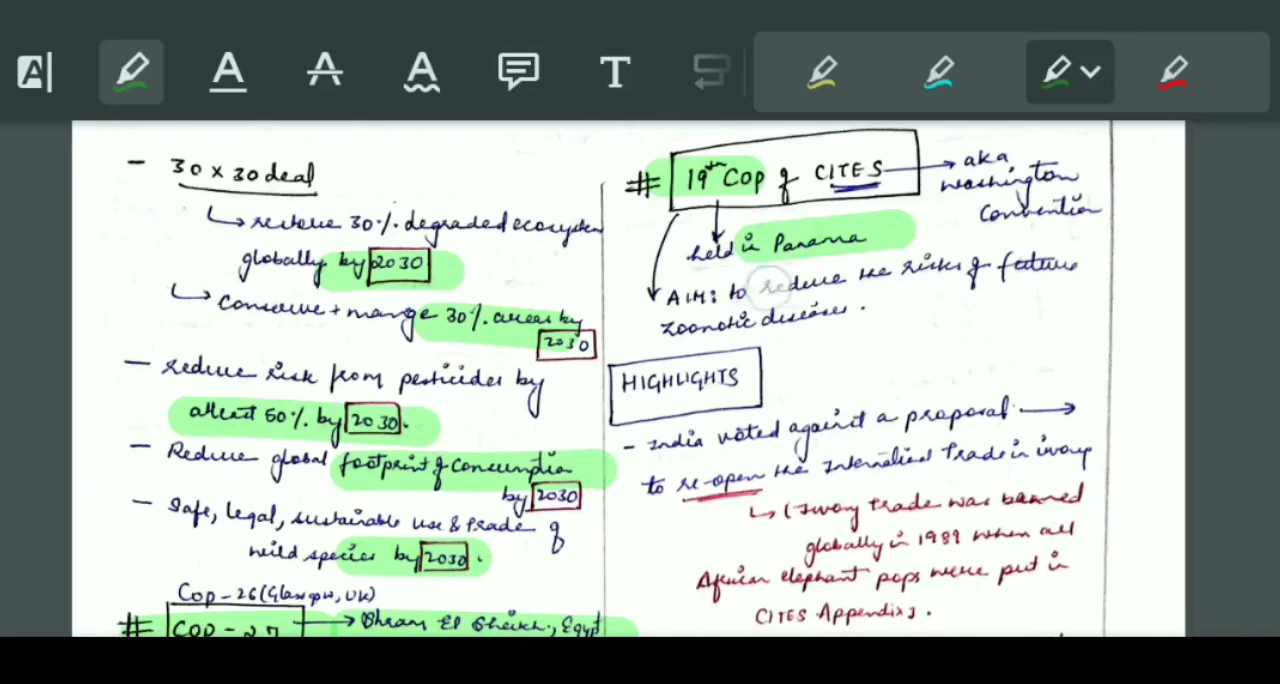 - 30 x 30 deal
↳ restore 30%. degraded ecosystem
globally by 2030
↳ Conserve + mange 30%. areas by
2030
- reduce risk from pesticides by
atleast 50%. by 2030.
- Reduce global footprint of Consumption
by 2030
- Safe, Legal, sustainable use & trade of
wild species by 2030.
Cop-26 (Glasgow, UK)
# COP-27 → Sharm El Sheikh, Egypt
# 19th COP of CITES → aka
Washington
Convention
held in Panama
AIM: to reduce the risks of future
zoonotic diseases.
HIGHLIGHTS
- India voted against a proposal →
to re-open the International Trade in ivory
↳ (Ivory trade was banned
globally in 1989 when all
African elephant pops were put in
CITES Appendix I.